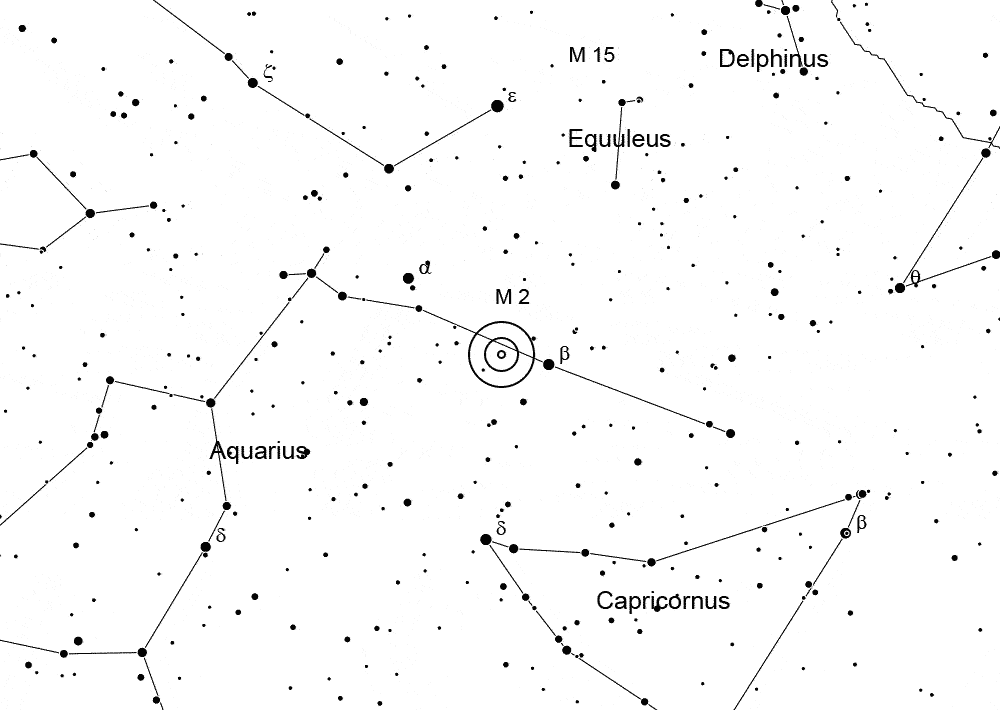 M 15
Delphinus
ζ
ε
Equuleus
α
θ
M 2
β
Aquarius
δ
δ
β
Capricornus